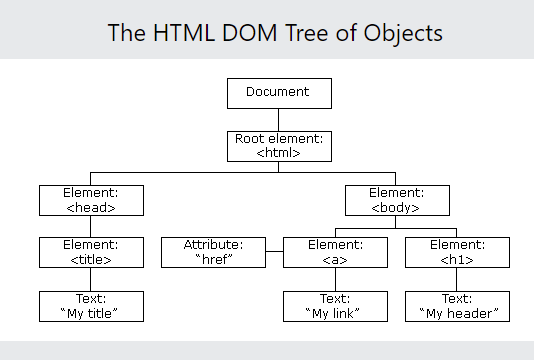 The HTML DOM Tree of Objects
Document
Root element:
<html>
Element:
<head>
Element:
<body>
Element:
<title>
Attribute:
“href”
Element:
<a>
Element:
<h1>
Text:
“My title”
Text:
“My link”
Text:
“My header”